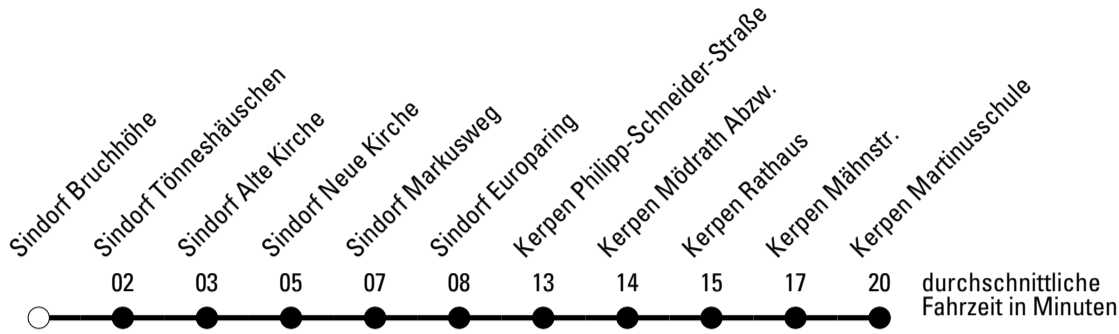 Sindorf Bruchhöhe
Sindorf Tönneshäuschen
Sindorf Alte Kirche
Sindorf Neue Kirche
Sindorf Markusweg
Sindorf Europaring
Kerpen Philipp-Schneider-Straße
Kerpen Mödrath Abzw.
Kerpen Rathaus
Kerpen Mähnstr.
Kerpen Martinusschule
02 03 05 07 08 13 14 15 17 20 durchschnittliche
Fahrzeit in Minuten